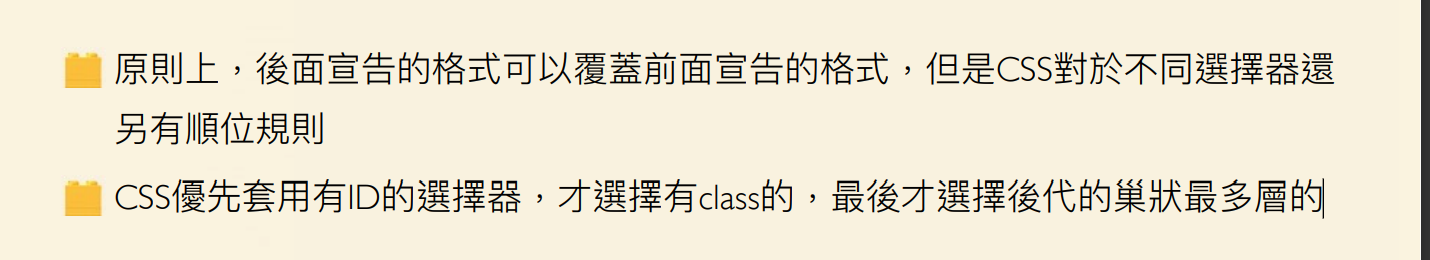 原則上，後面宣告的格式可以覆蓋前面宣告的格式，但是CSS對於不同選擇器還
另有順位規則
CSS優先套用有ID的選擇器，才選擇有class的，最後才選擇後代的巢狀最多層的